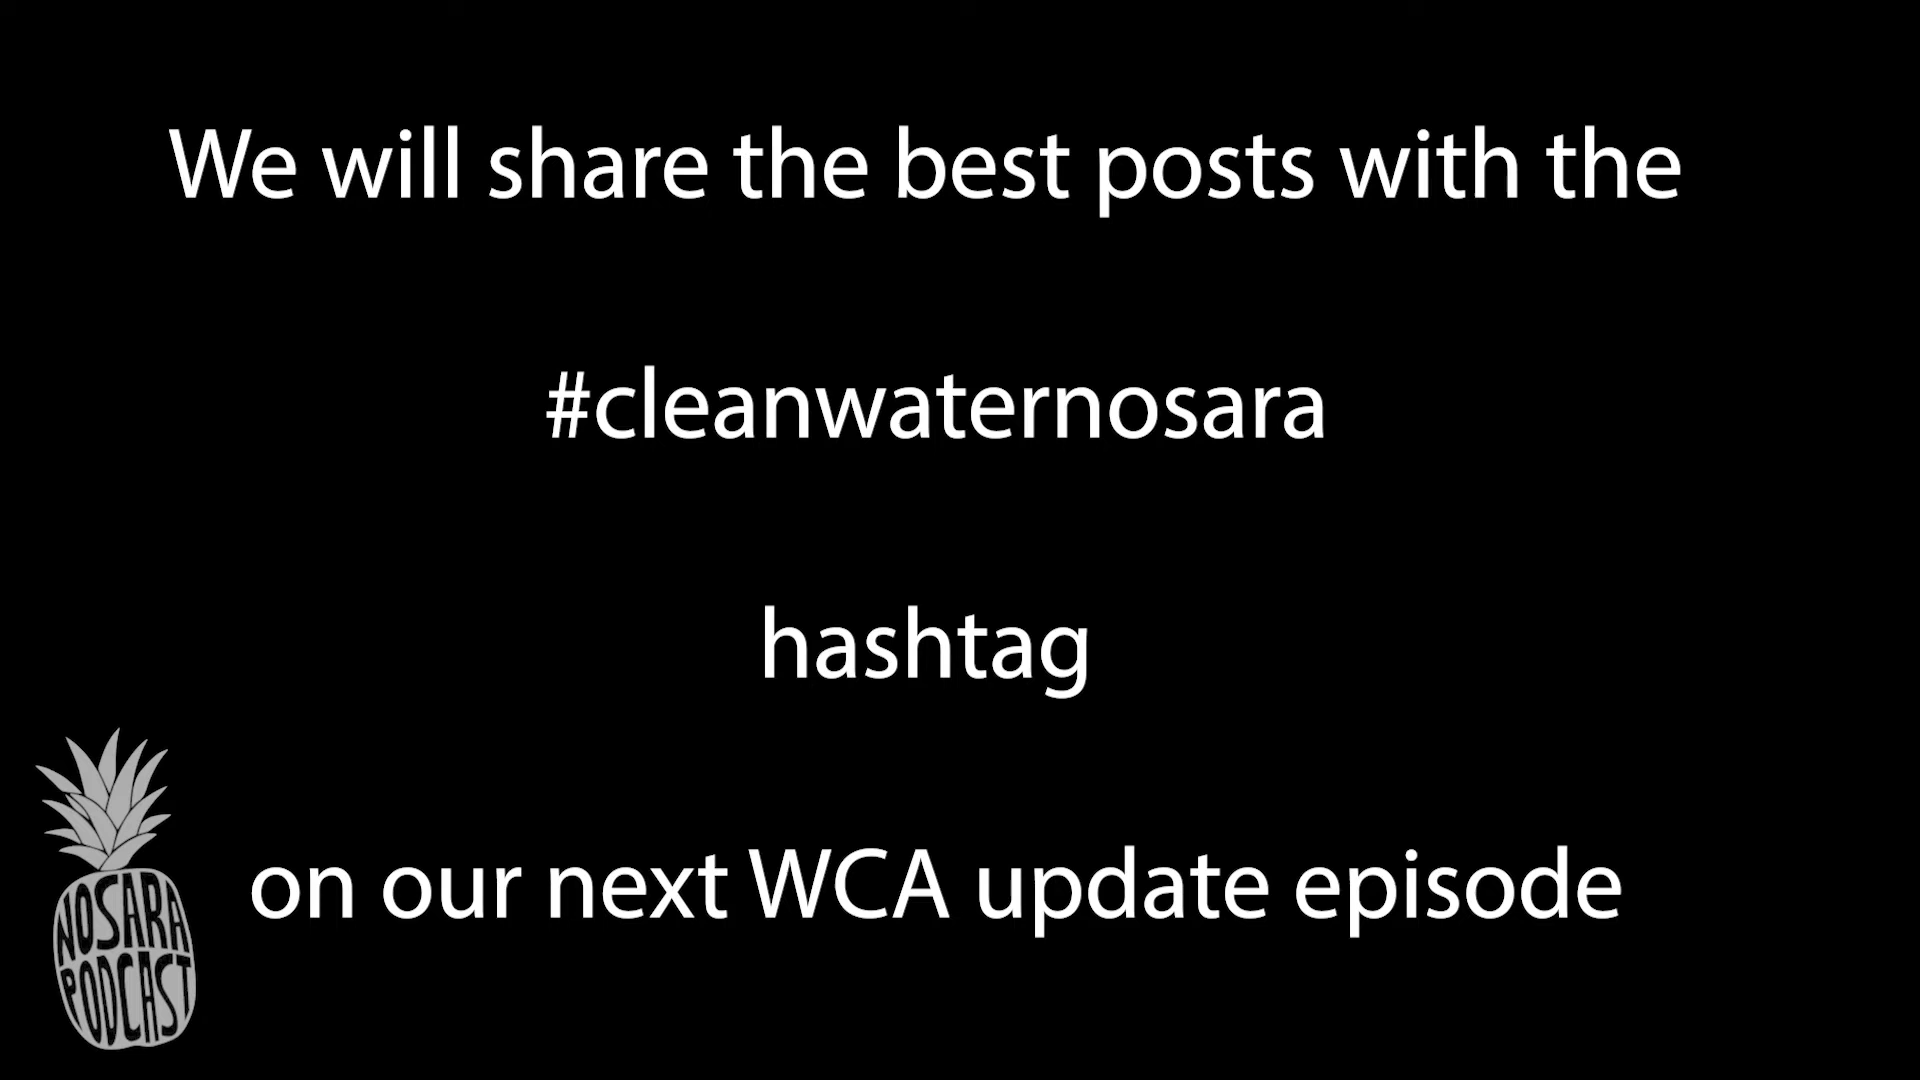 We will share the best posts with the
#cleanwaternosara
hashtag
on our next WCA update episode
NOSARA
PODCAST